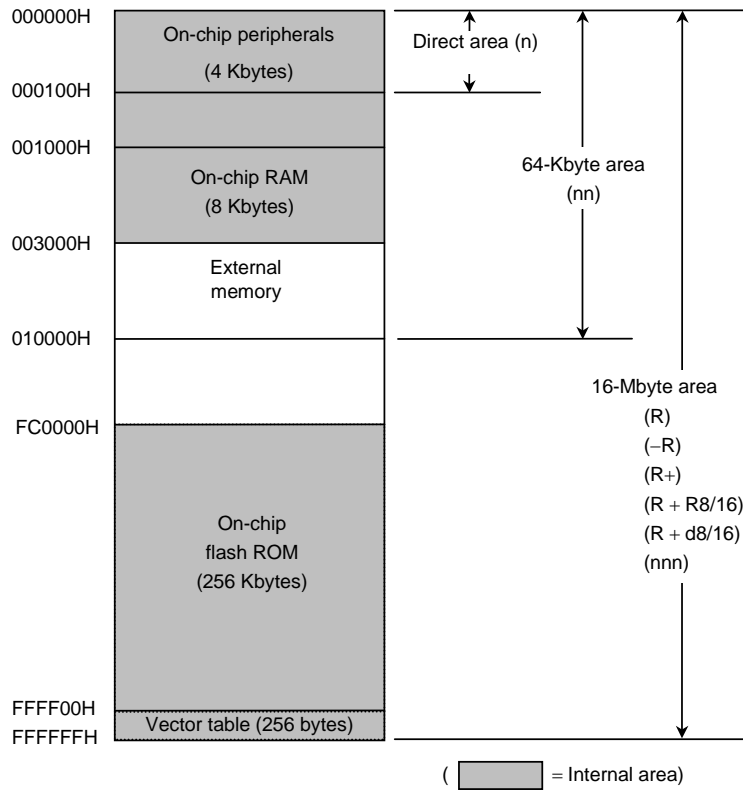 000000H
On-chip peripherals
(4 Kbytes)
Direct area (n)
000100H
001000H
64-Kbyte area
(nn)
On-chip RAM
(8 Kbytes)
003000H
External
memory
010000H
16-Mbyte area
(R)
(−R)
(R+)
(R + R8/16)
(R + d8/16)
(nnn)
FC0000H
On-chip
flash ROM
(256 Kbytes)
FFFF00H
Vector table (256 bytes)
FFFFFFH
( = Internal area)